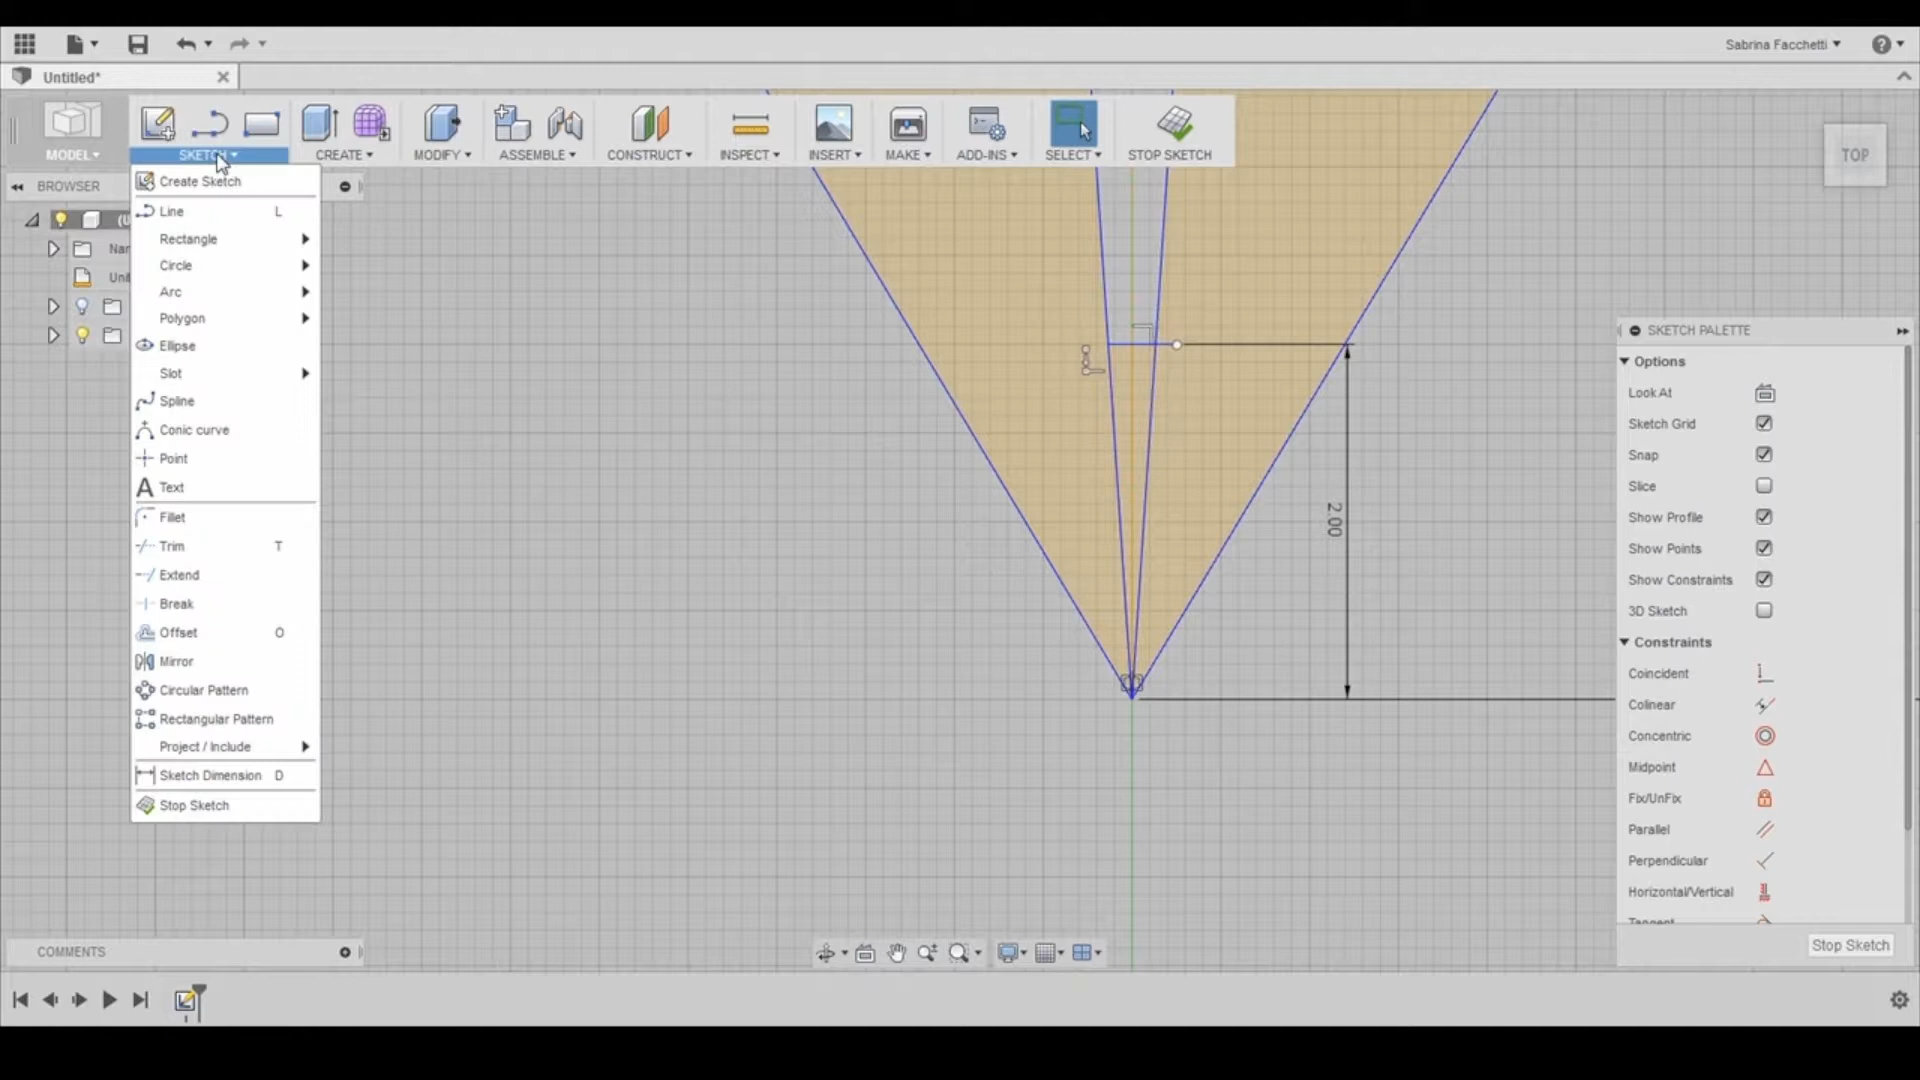 Sabrina Facchetti
Untitled*
MODEL
SKETCH
CREATE
MODIFY
ASSEMBLE
CONSTRUCT
INSPECT
INSERT
MAKE
ADD-INS
SELECT
STOP SKETCH
TOP
BROWSER
(U
Nar
Uni
Create Sketch
Line L
Rectangle
Circle
Arc
Polygon
Ellipse
Slot
Spline
Conic curve
Point
Text
Fillet
Trim T
Extend
Break
Offset O
Mirror
Circular Pattern
Rectangular Pattern
Project / Include
Sketch Dimension D
Stop Sketch
2.00
SKETCH PALETTE
Options
Look At
Sketch Grid
Snap
Slice
Show Profile
Show Points
Show Constraints
3D Sketch
Constraints
Coincident
Colinear
Concentric
Midpoint
Fix/UnFix
Parallel
Perpendicular
Horizontal/Vertical
Tangent
Stop Sketch
COMMENTS